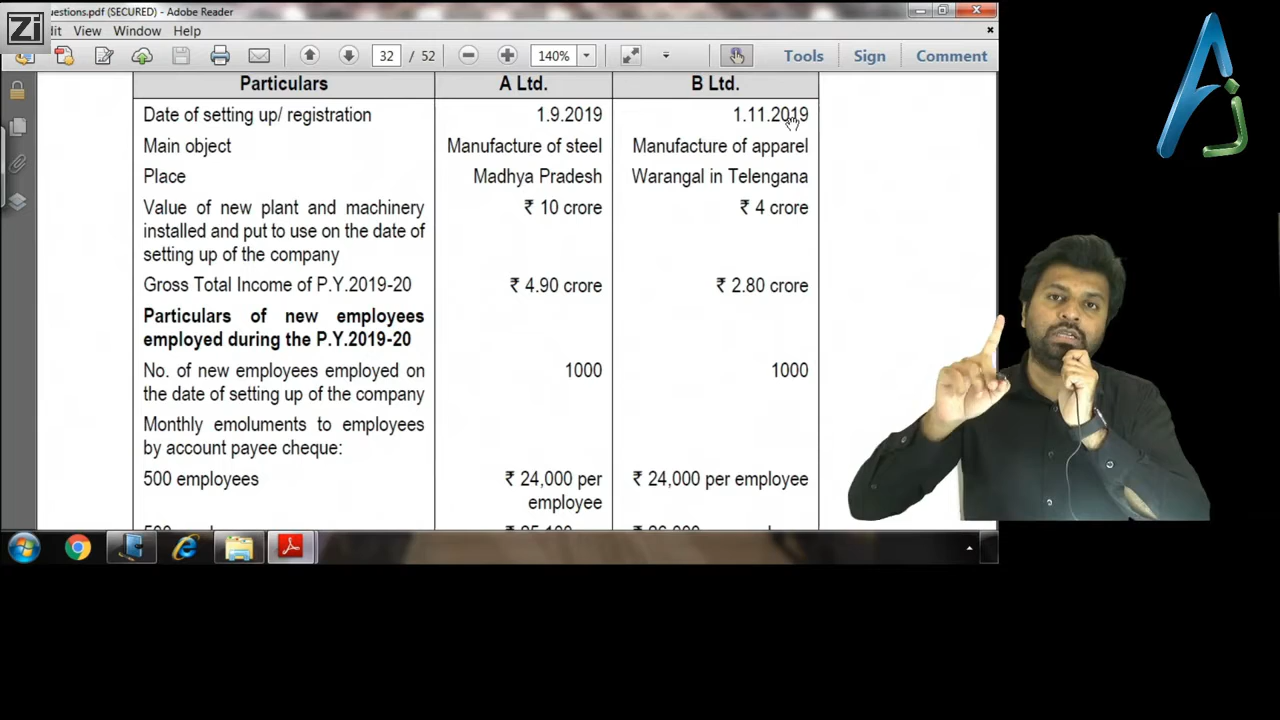 Zi
uestions.pdf (SECURED) - Adobe Reader
dit View Window Help
32 / 52 140% Tools Sign Comment
Particulars A Ltd. B Ltd.
Date of setting up/ registration 1.9.2019 1.11.2019
Main object Manufacture of steel Manufacture of apparel
Place Madhya Pradesh Warangal in Telengana
Value of new plant and machinery ₹ 10 crore ₹ 4 crore
installed and put to use on the date of
setting up of the company
Gross Total Income of P.Y.2019-20 ₹ 4.90 crore ₹ 2.80 crore
Particulars of new employees
employed during the P.Y.2019-20
No. of new employees employed on 1000 1000
the date of setting up of the company
Monthly emoluments to employees
by account payee cheque:
500 employees ₹ 24,000 per ₹ 24,000 per employee
employee